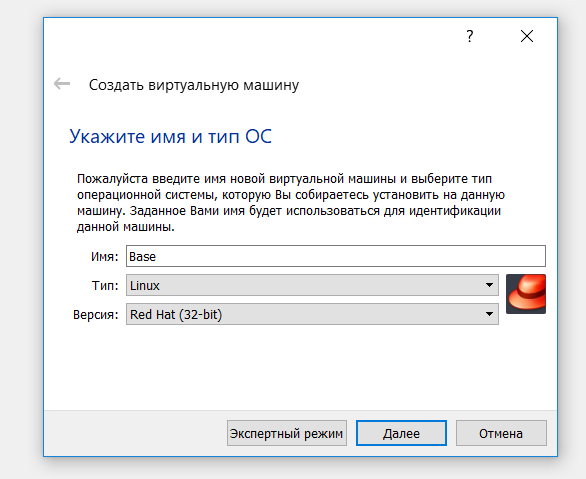 ?
Создать виртуальную машину
Укажите имя и тип ОС
Пожалуйста введите имя новой виртуальной машины и выберите тип
операционной системы, которую Вы собираетесь установить на данную
машину. Заданное Вами имя будет использоваться для идентификации
данной машины.
Имя: Base
Тип: Linux
Версия: Red Hat (32-bit)
Экспертный режим Далее Отмена